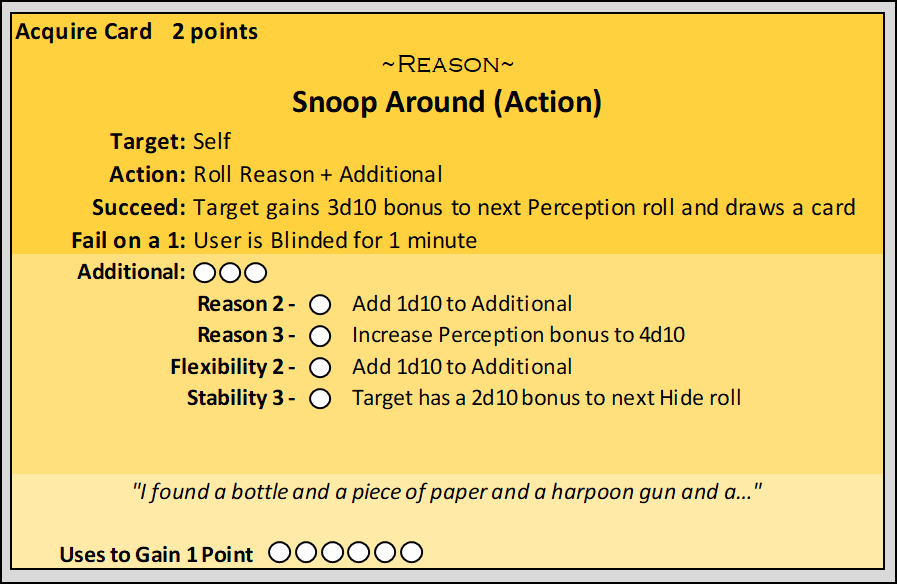 Acquire Card 2 points
~Reason~
Snoop Around (Action)
Target: Self
Action: Roll Reason + Additional
Succeed: Target gains 3d10 bonus to next Perception roll and draws a card
Fail on a 1: User is Blinded for 1 minute
Additional:
Reason 2 - Add 1d10 to Additional
Reason 3 - Increase Perception bonus to 4d10
Flexibility 2 - Add 1d10 to Additional
Stability 3 - Target has a 2d10 bonus to next Hide roll
"I found a bottle and a piece of paper and a harpoon gun and a..."
Uses to Gain 1 Point